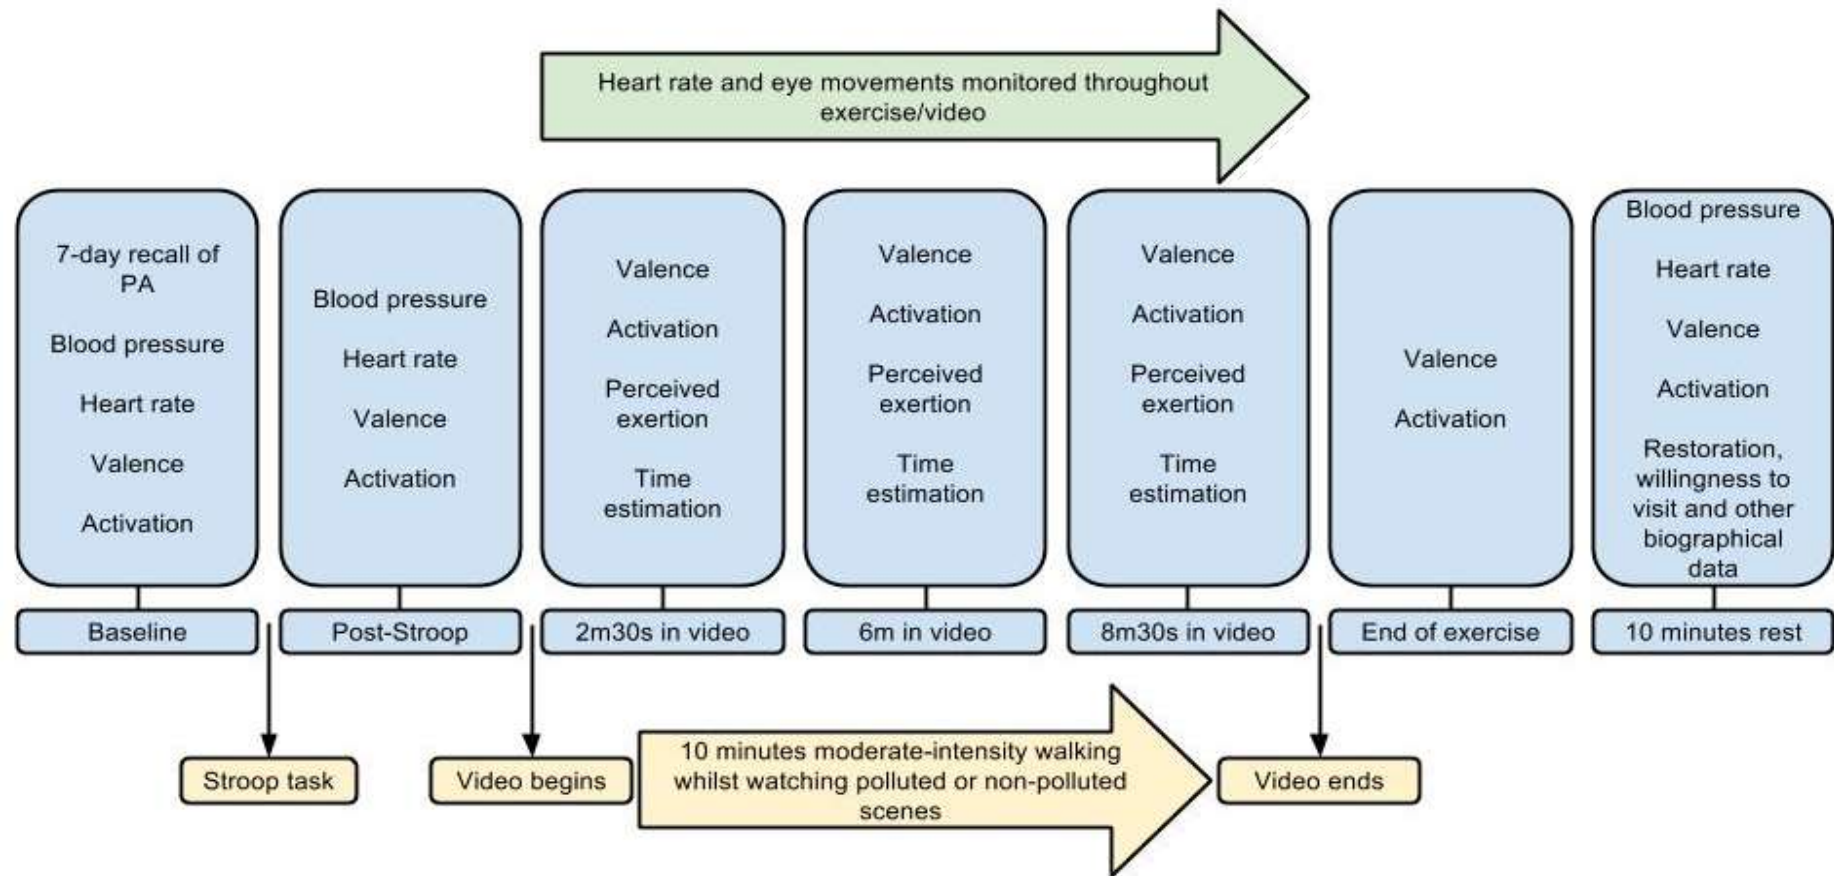 Heart rate and eye movements monitored throughout
exercise/video
7-day recall of
PA
Blood pressure
Heart rate
Valence
Activation
Blood pressure
Heart rate
Valence
Activation
Valence
Activation
Perceived
exertion
Time
estimation
Valence
Activation
Perceived
exertion
Time
estimation
Valence
Activation
Perceived
exertion
Time
estimation
Valence
Activation
Blood pressure
Heart rate
Valence
Activation
Restoration,
willingness to
visit and other
biographical
data
Baseline
Post-Stroop
2m30s in video
6m in video
8m30s in video
End of exercise
10 minutes rest
Stroop task
Video begins
10 minutes moderate-intensity walking
whilst watching polluted or non-polluted
scenes
Video ends